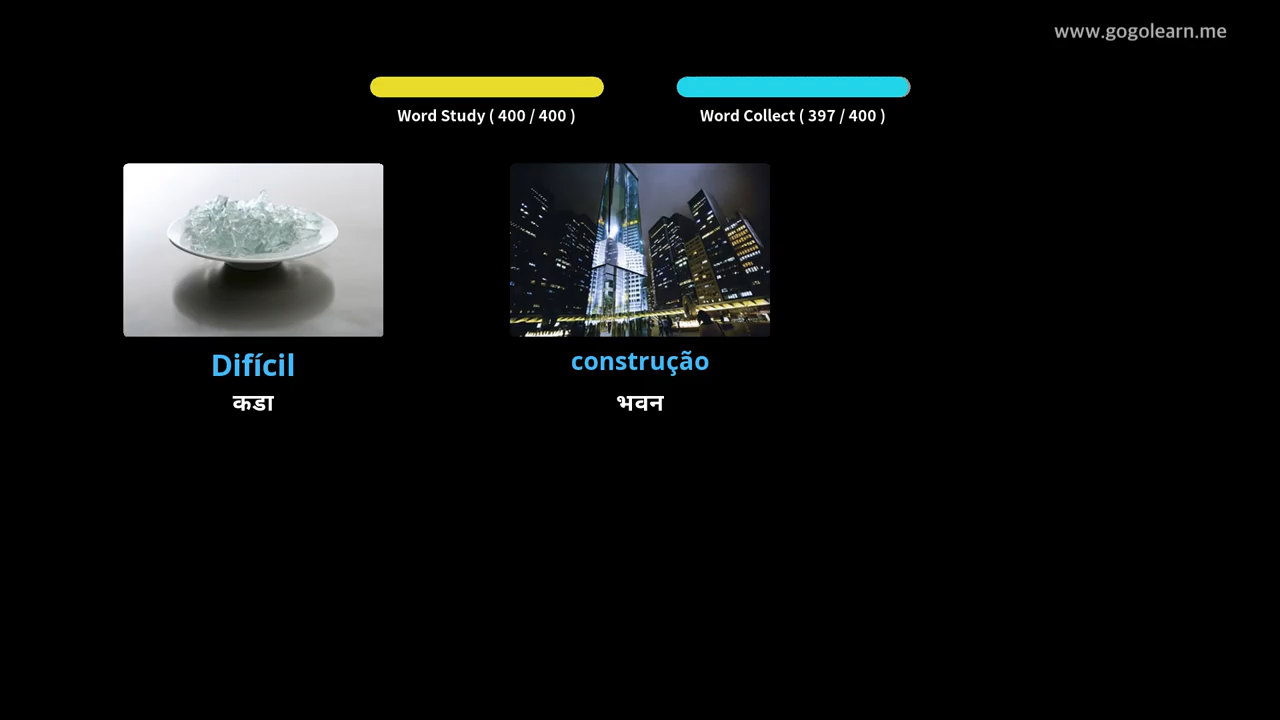 www.gogolearn.me
Word Study ( 400 / 400 )
Word Collect ( 397 / 400 )
Difícil
कडा
construção
भवन